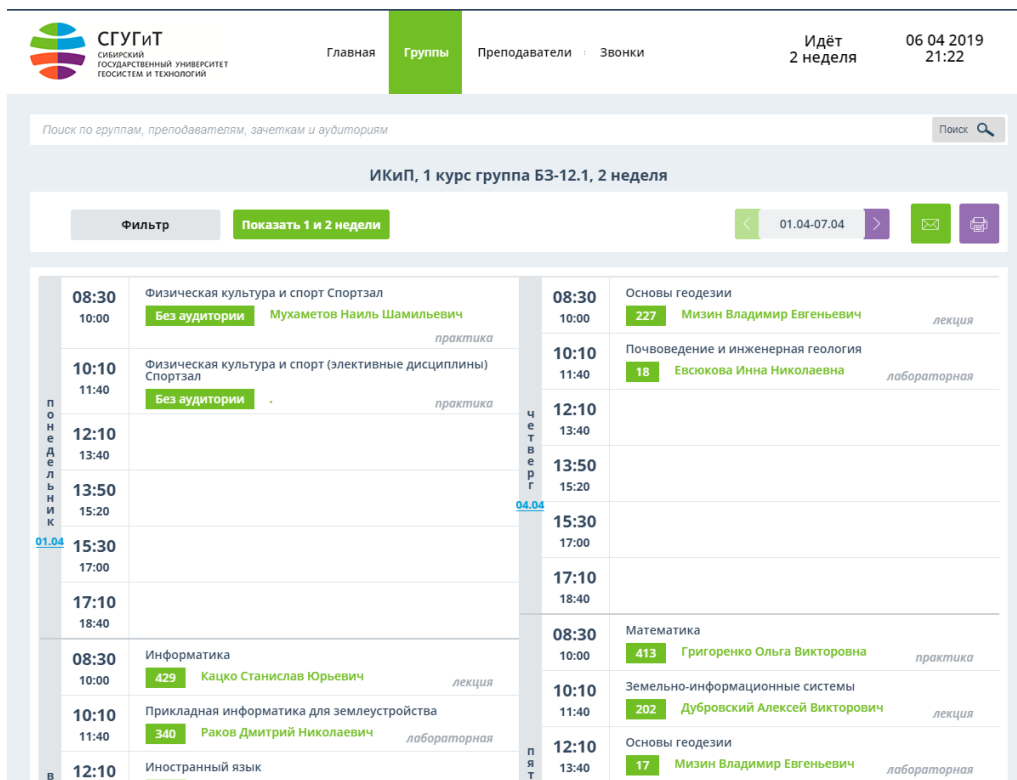 СГУГиТ
СИБИРСКИЙ
ГОСУДАРСТВЕННЫЙ УНИВЕРСИТЕТ
ГЕОСИСТЕМ И ТЕХНОЛОГИЙ
Главная
Группы
Преподаватели
Звонки
Идёт
2 неделя
06 04 2019
21:22
Поиск по группам, преподавателям, зачеткам и аудиториям
Поиск
ИКиП, 1 курс группа БЗ-12.1, 2 неделя
Фильтр
Показать 1 и 2 недели
01.04-07.04
понедельник
01.04
08:30
10:00
Физическая культура и спорт Спортзал
Без аудитории Мухаметов Наиль Шамильевич
практика
10:10
11:40
Физическая культура и спорт (элективные дисциплины)
Спортзал
Без аудитории .
практика
12:10
13:40
13:50
15:20
15:30
17:00
17:10
18:40
в
08:30
10:00
Информатика
429 Кацко Станислав Юрьевич
лекция
10:10
11:40
Прикладная информатика для землеустройства
340 Раков Дмитрий Николаевич
лабораторная
12:10
Иностранный язык
четверг
04.04
08:30
10:00
Основы геодезии
227 Мизин Владимир Евгеньевич
лекция
10:10
11:40
Почвоведение и инженерная геология
18 Евсюкова Инна Николаевна
лабораторная
12:10
13:40
13:50
15:20
15:30
17:00
17:10
18:40
пят
08:30
10:00
Математика
413 Григоренко Ольга Викторовна
практика
10:10
11:40
Земельно-информационные системы
202 Дубровский Алексей Викторович
лекция
12:10
13:40
Основы геодезии
17 Мизин Владимир Евгеньевич
лабораторная